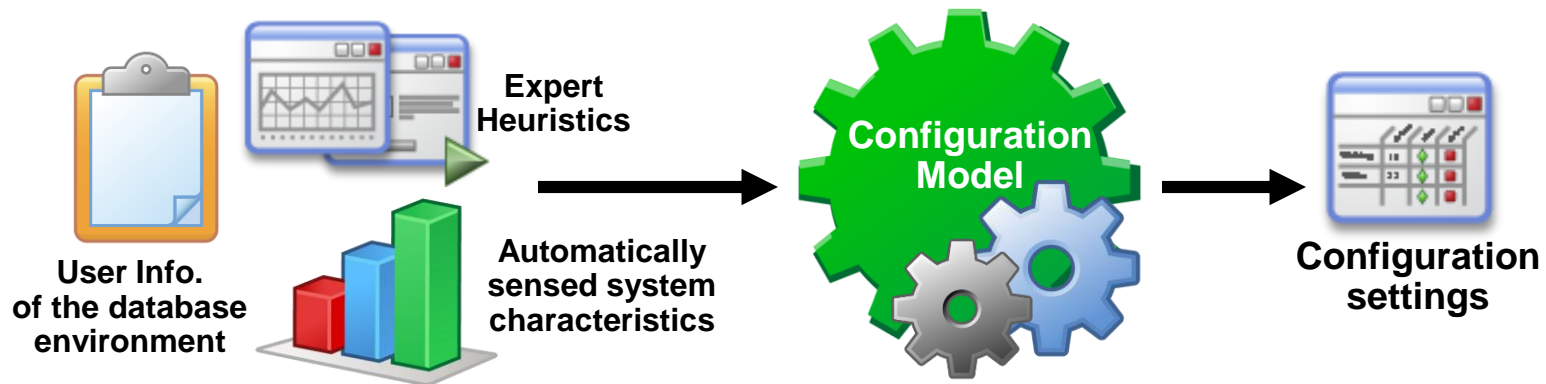 Expert
Heuristics
User Info.
of the database
environment
Automatically
sensed system
characteristics
Configuration
Model
Configuration
settings